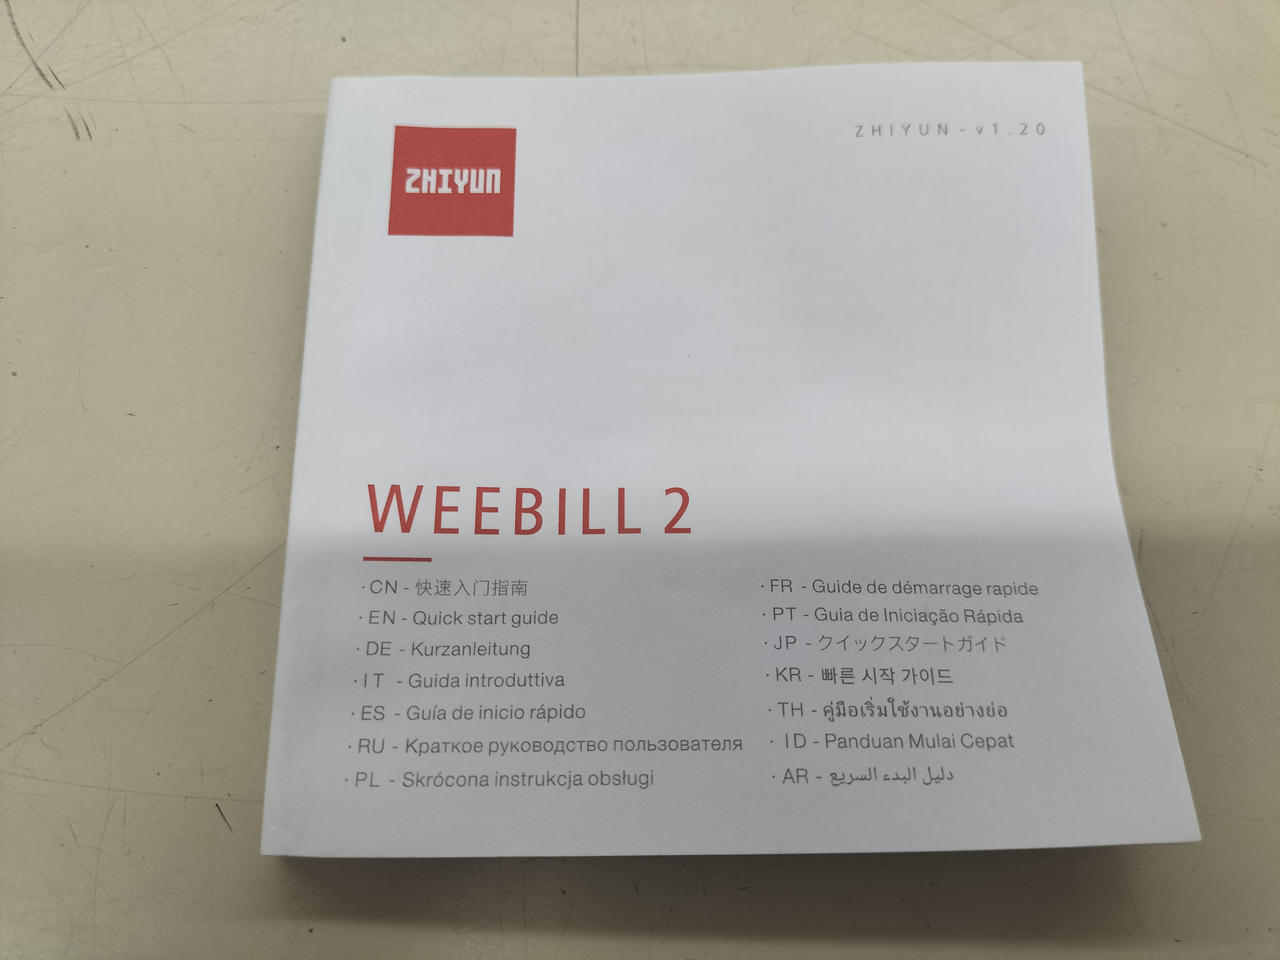 ZHIYUN
ZHIYUN - v1.20
WEEBILL 2
· CN - 快速入门指南
· EN - Quick start guide
· DE - Kurzanleitung
· IT - Guida introduttiva
· ES - Guía de inicio rápido
· RU - Краткое руководство пользователя
· PL - Skrócona instrukcja obsługi
· FR - Guide de démarrage rapide
· PT - Guia de Iniciação Rápida
· JP - クイックスタートガイド
· KR - 빠른 시작 가이드
· TH - คู่มือเริ่มใช้งานอย่างย่อ
· ID - Panduan Mulai Cepat
· AR - دليل البدء السريع